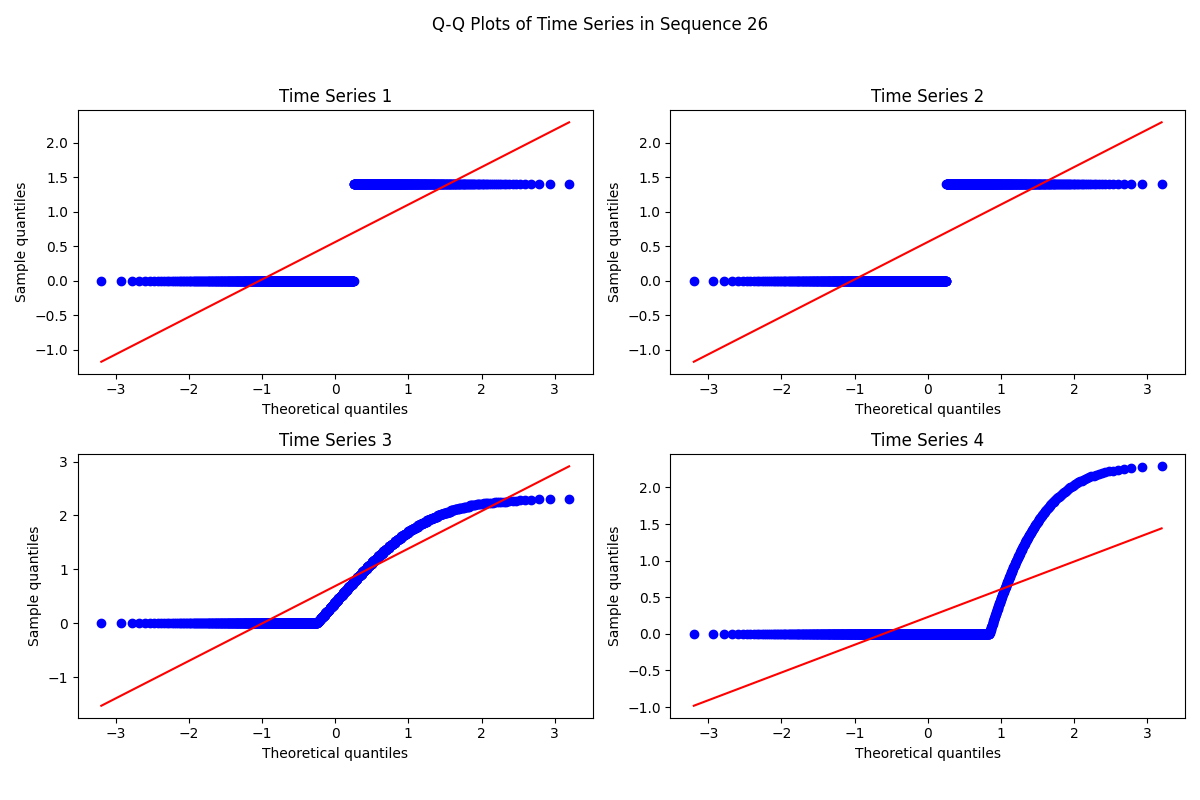 Q-Q Plots of Time Series in Sequence 26
Time Series 1
Sample quantiles
2.0
1.5
1.0
0.5
0.0
−0.5
−1.0
−3 −2 −1 0 1 2 3
Theoretical quantiles
Time Series 2
Sample quantiles
2.0
1.5
1.0
0.5
0.0
−0.5
−1.0
−3 −2 −1 0 1 2 3
Theoretical quantiles
Time Series 3
Sample quantiles
3
2
1
0
−1
−3 −2 −1 0 1 2 3
Theoretical quantiles
Time Series 4
Sample quantiles
2.0
1.5
1.0
0.5
0.0
−0.5
−1.0
−3 −2 −1 0 1 2 3
Theoretical quantiles